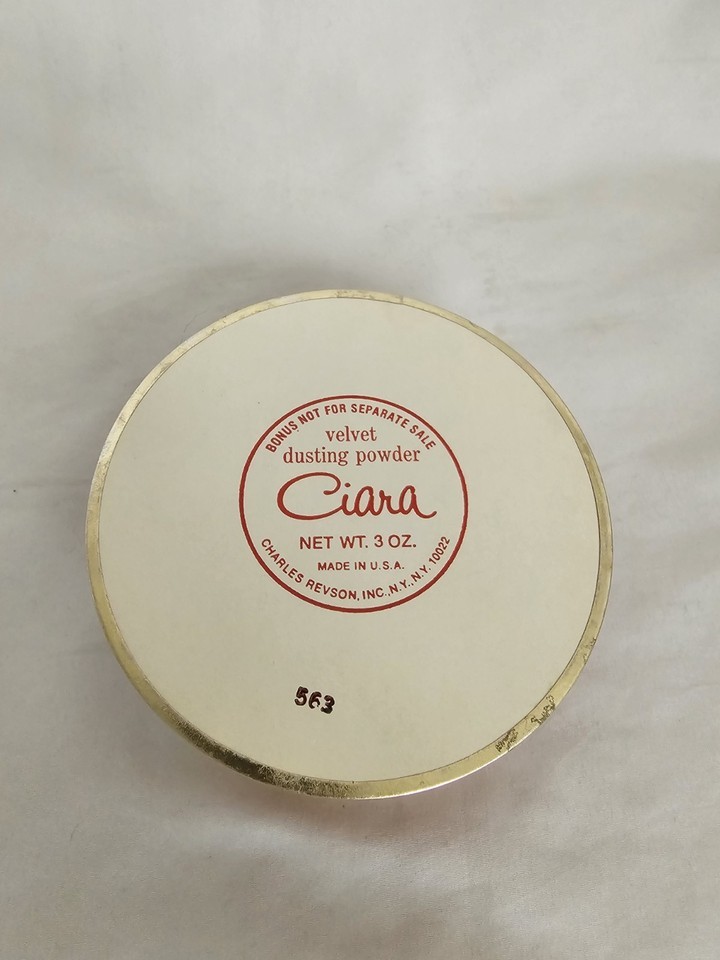 BONUS NOT FOR SEPARATE SALE
velvet
dusting powder
Ciara
NET WT. 3 OZ.
MADE IN U.S.A.
CHARLES REVSON, INC., N.Y., N.Y. 10022
563